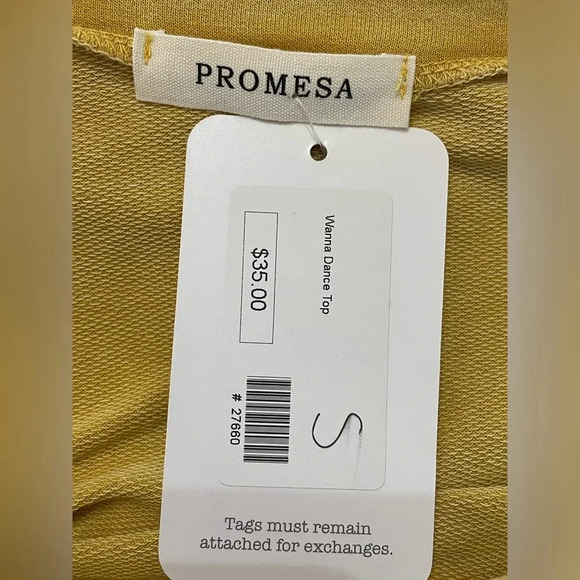 PROMESA
Wanna Dance Top
$35.00
# 27660
S
Tags must remain
attached for exchanges.